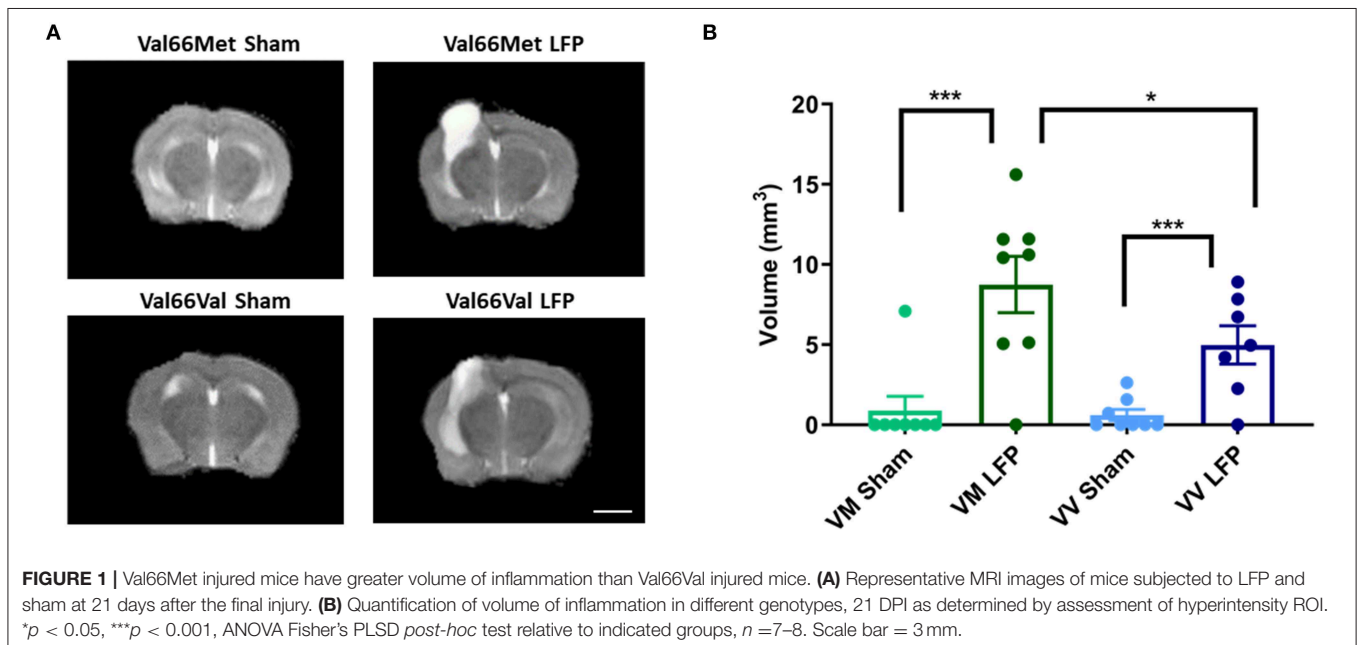 A
Val66Met Sham
Val66Met LFP
Val66Val Sham
Val66Val LFP
B
Volume (mm³)
20
15
10
5
0
***
*
***
VM Sham
VM LFP
VV Sham
VV LFP
FIGURE 1 | Val66Met injured mice have greater volume of inflammation than Val66Val injured mice. (A) Representative MRI images of mice subjected to LFP and
sham at 21 days after the final injury. (B) Quantification of volume of inflammation in different genotypes, 21 DPI as determined by assessment of hyperintensity ROI.
*p < 0.05, ***p < 0.001, ANOVA Fisher's PLSD post-hoc test relative to indicated groups, n =7–8. Scale bar = 3 mm.